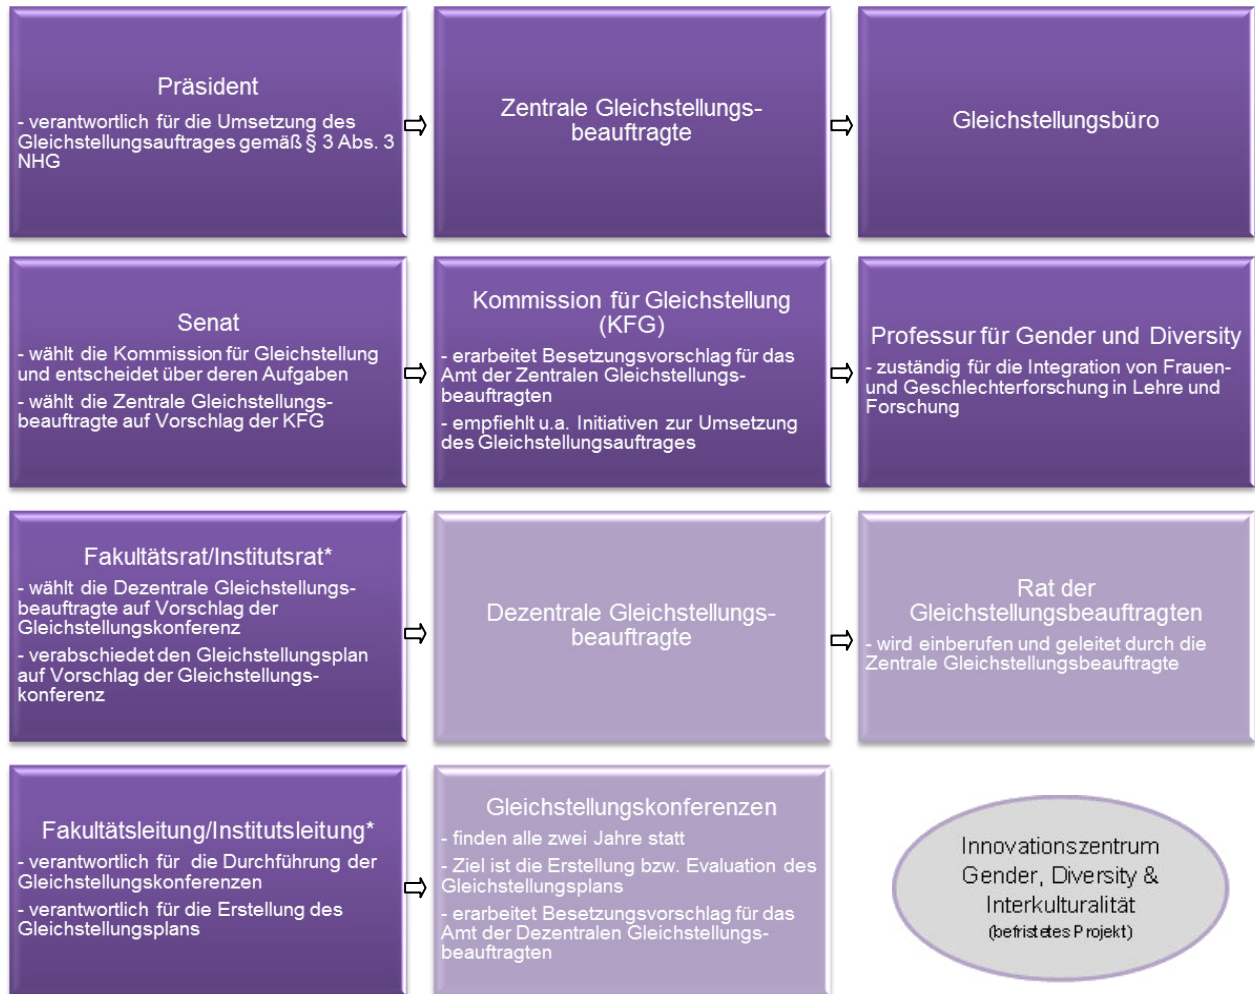 Präsident
- verantwortlich für die Umsetzung des
Gleichstellungsauftrages gemäß § 3 Abs. 3
NHG
Zentrale Gleichstellungs-
beauftragte
Gleichstellungsbüro
Senat
- wählt die Kommission für Gleichstellung
und entscheidet über deren Aufgaben
- wählt die Zentrale Gleichstellungs-
beauftragte auf Vorschlag der KFG
Kommission für Gleichstellung
(KFG)
- erarbeitet Besetzungsvorschlag für das
Amt der Zentralen Gleichstellungs-
beauftragten
- empfiehlt u.a. Initiativen zur Umsetzung
des Gleichstellungsauftrages
Professur für Gender und Diversity
- zuständig für die Integration von Frauen-
und Geschlechterforschung in Lehre und
Forschung
Fakultätsrat/Institutsrat*
- wählt die Dezentrale Gleichstellungs-
beauftragte auf Vorschlag der
Gleichstellungskonferenz
- verabschiedet den Gleichstellungsplan
auf Vorschlag der Gleichstellungs-
konferenz
Dezentrale Gleichstellungs-
beauftragte
Rat der
Gleichstellungsbeauftragten
- wird einberufen und geleitet durch die
Zentrale Gleichstellungsbeauftragte
Fakultätsleitung/Institutsleitung*
- verantwortlich für die Durchführung der
Gleichstellungskonferenzen
- verantwortlich für die Erstellung des
Gleichstellungsplans
Gleichstellungskonferenzen
- finden alle zwei Jahre statt
- Ziel ist die Erstellung bzw. Evaluation des
Gleichstellungsplans
- erarbeitet Besetzungsvorschlag für das
Amt der Dezentralen Gleichstellungs-
beauftragten
Innovationszentrum
Gender, Diversity &
Interkulturalität
(befristetes Projekt)